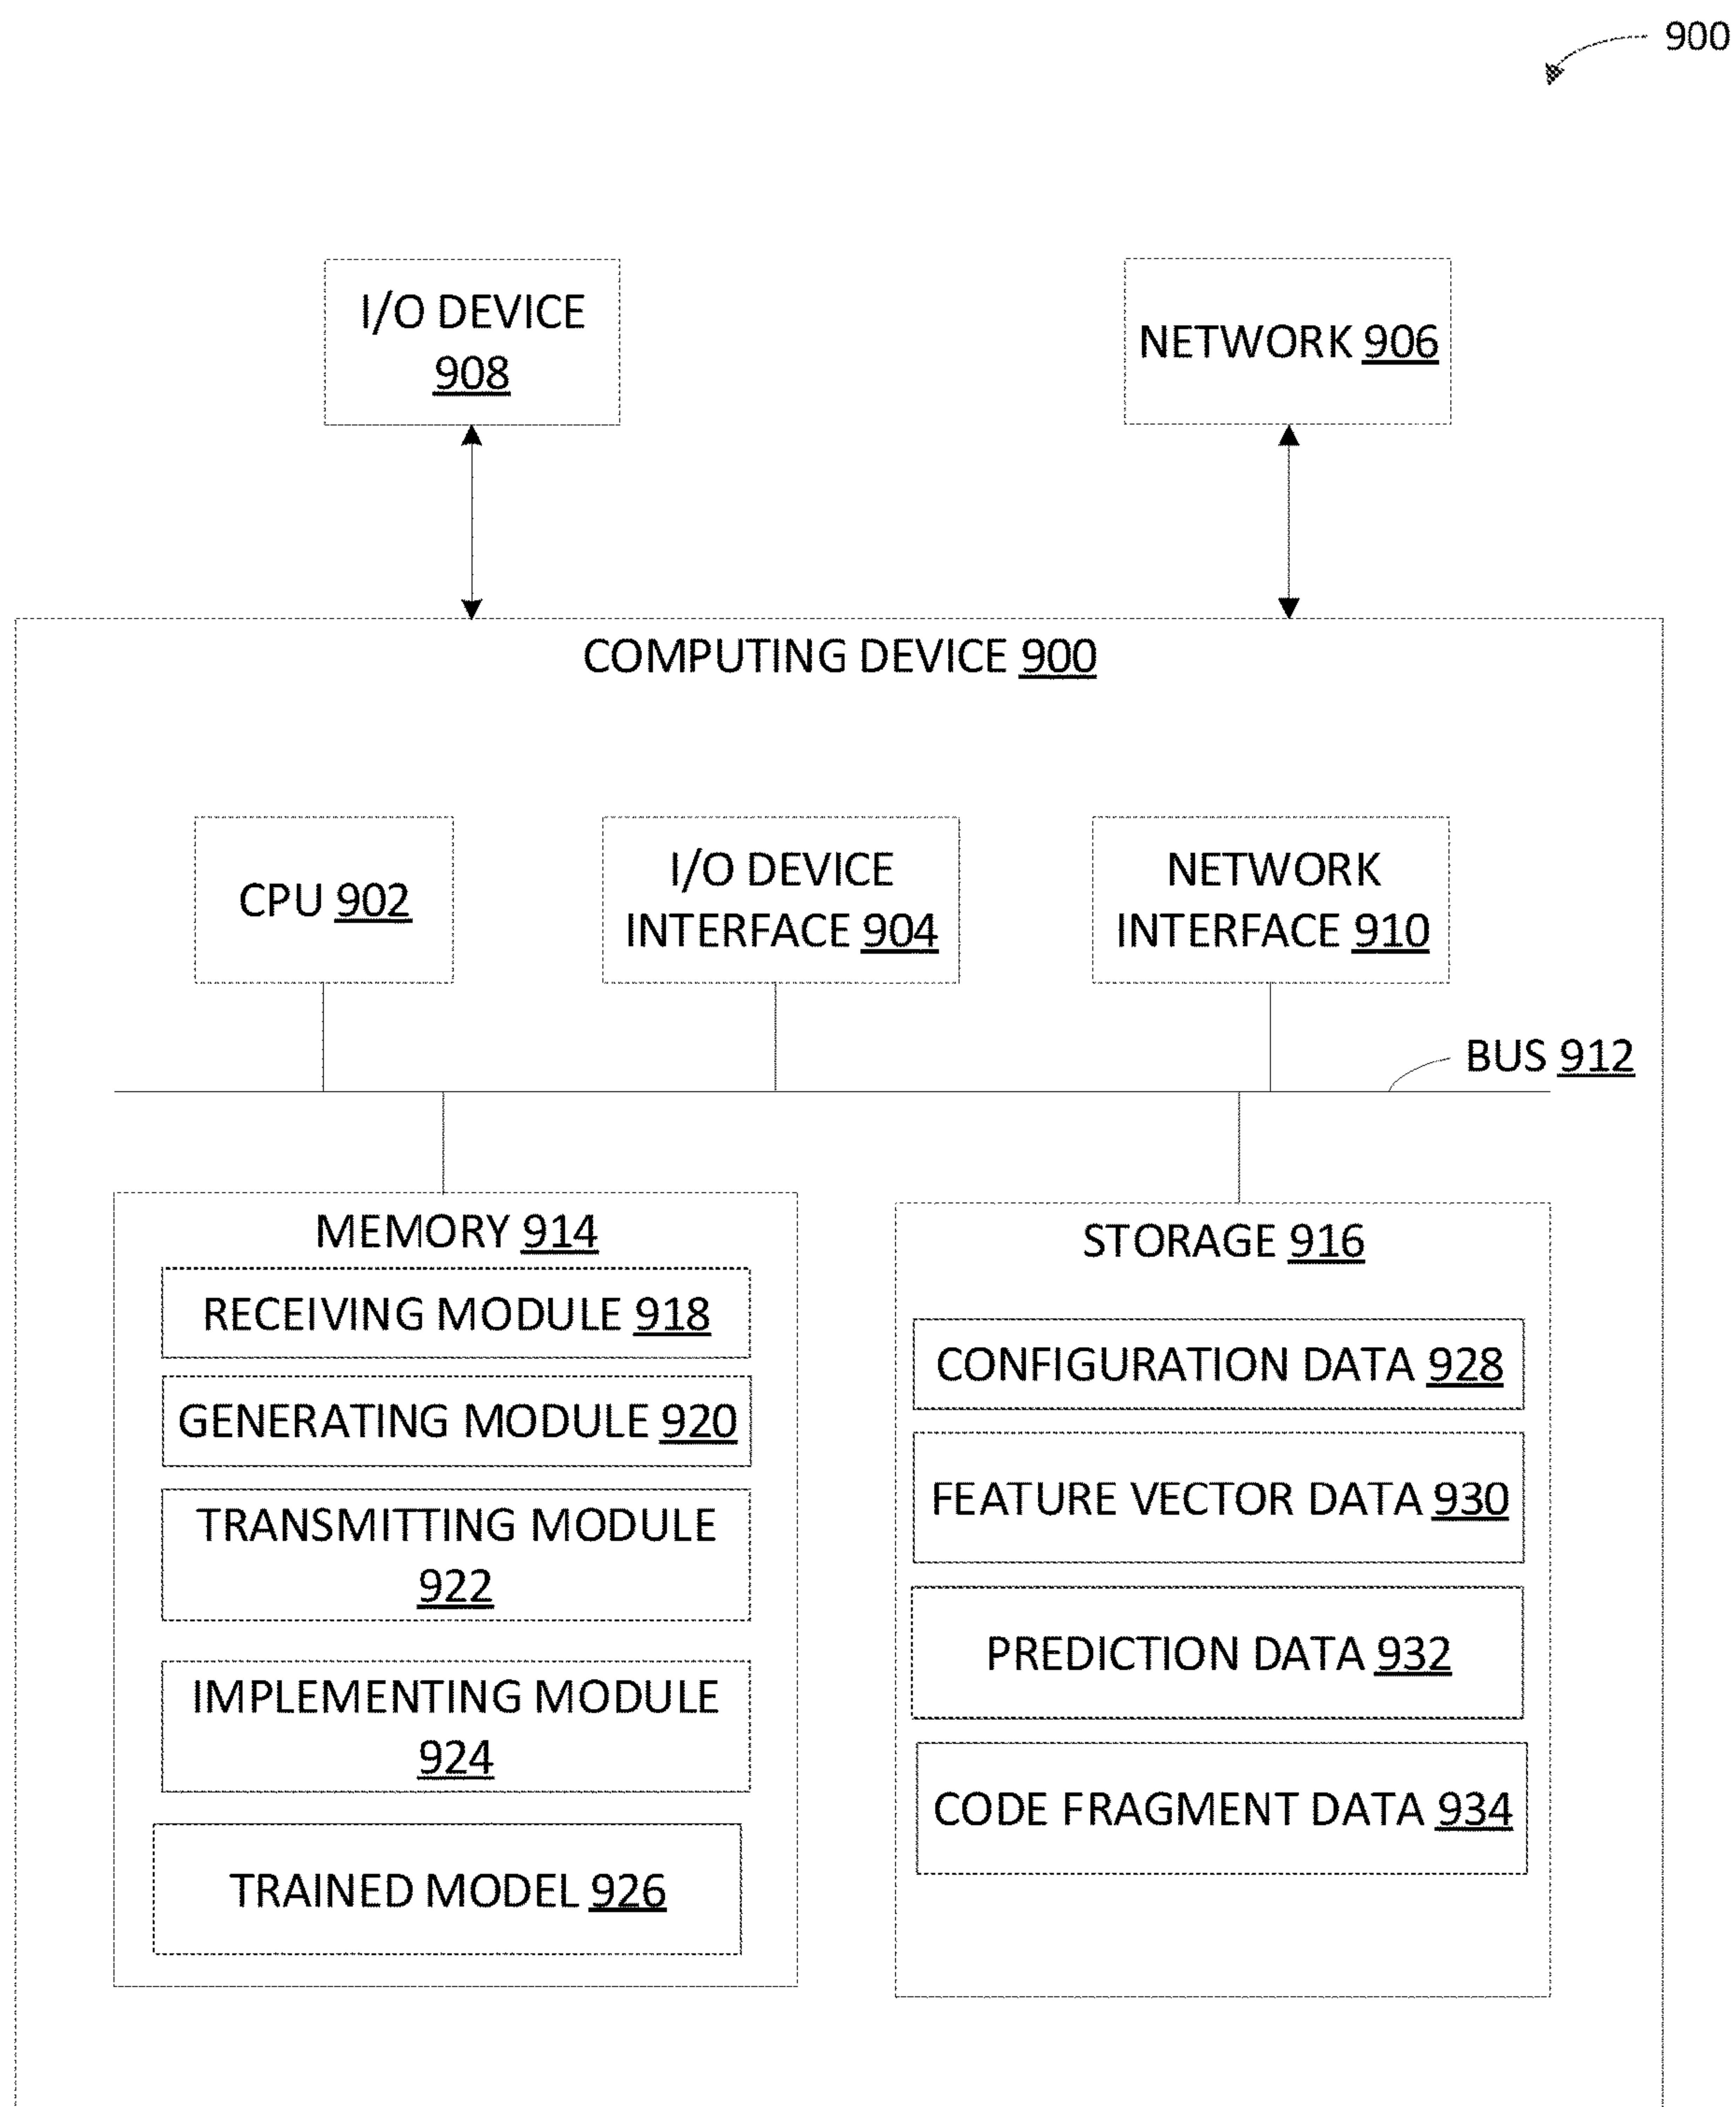 900
I/O DEVICE
908
NETWORK 906
COMPUTING DEVICE 900
CPU 902
I/O DEVICE
INTERFACE 904
NETWORK
INTERFACE 910
BUS 912
MEMORY 914
RECEIVING MODULE 918
GENERATING MODULE 920
TRANSMITTING MODULE
922
IMPLEMENTING MODULE
924
TRAINED MODEL 926
STORAGE 916
CONFIGURATION DATA 928
FEATURE VECTOR DATA 930
PREDICTION DATA 932
CODE FRAGMENT DATA 934